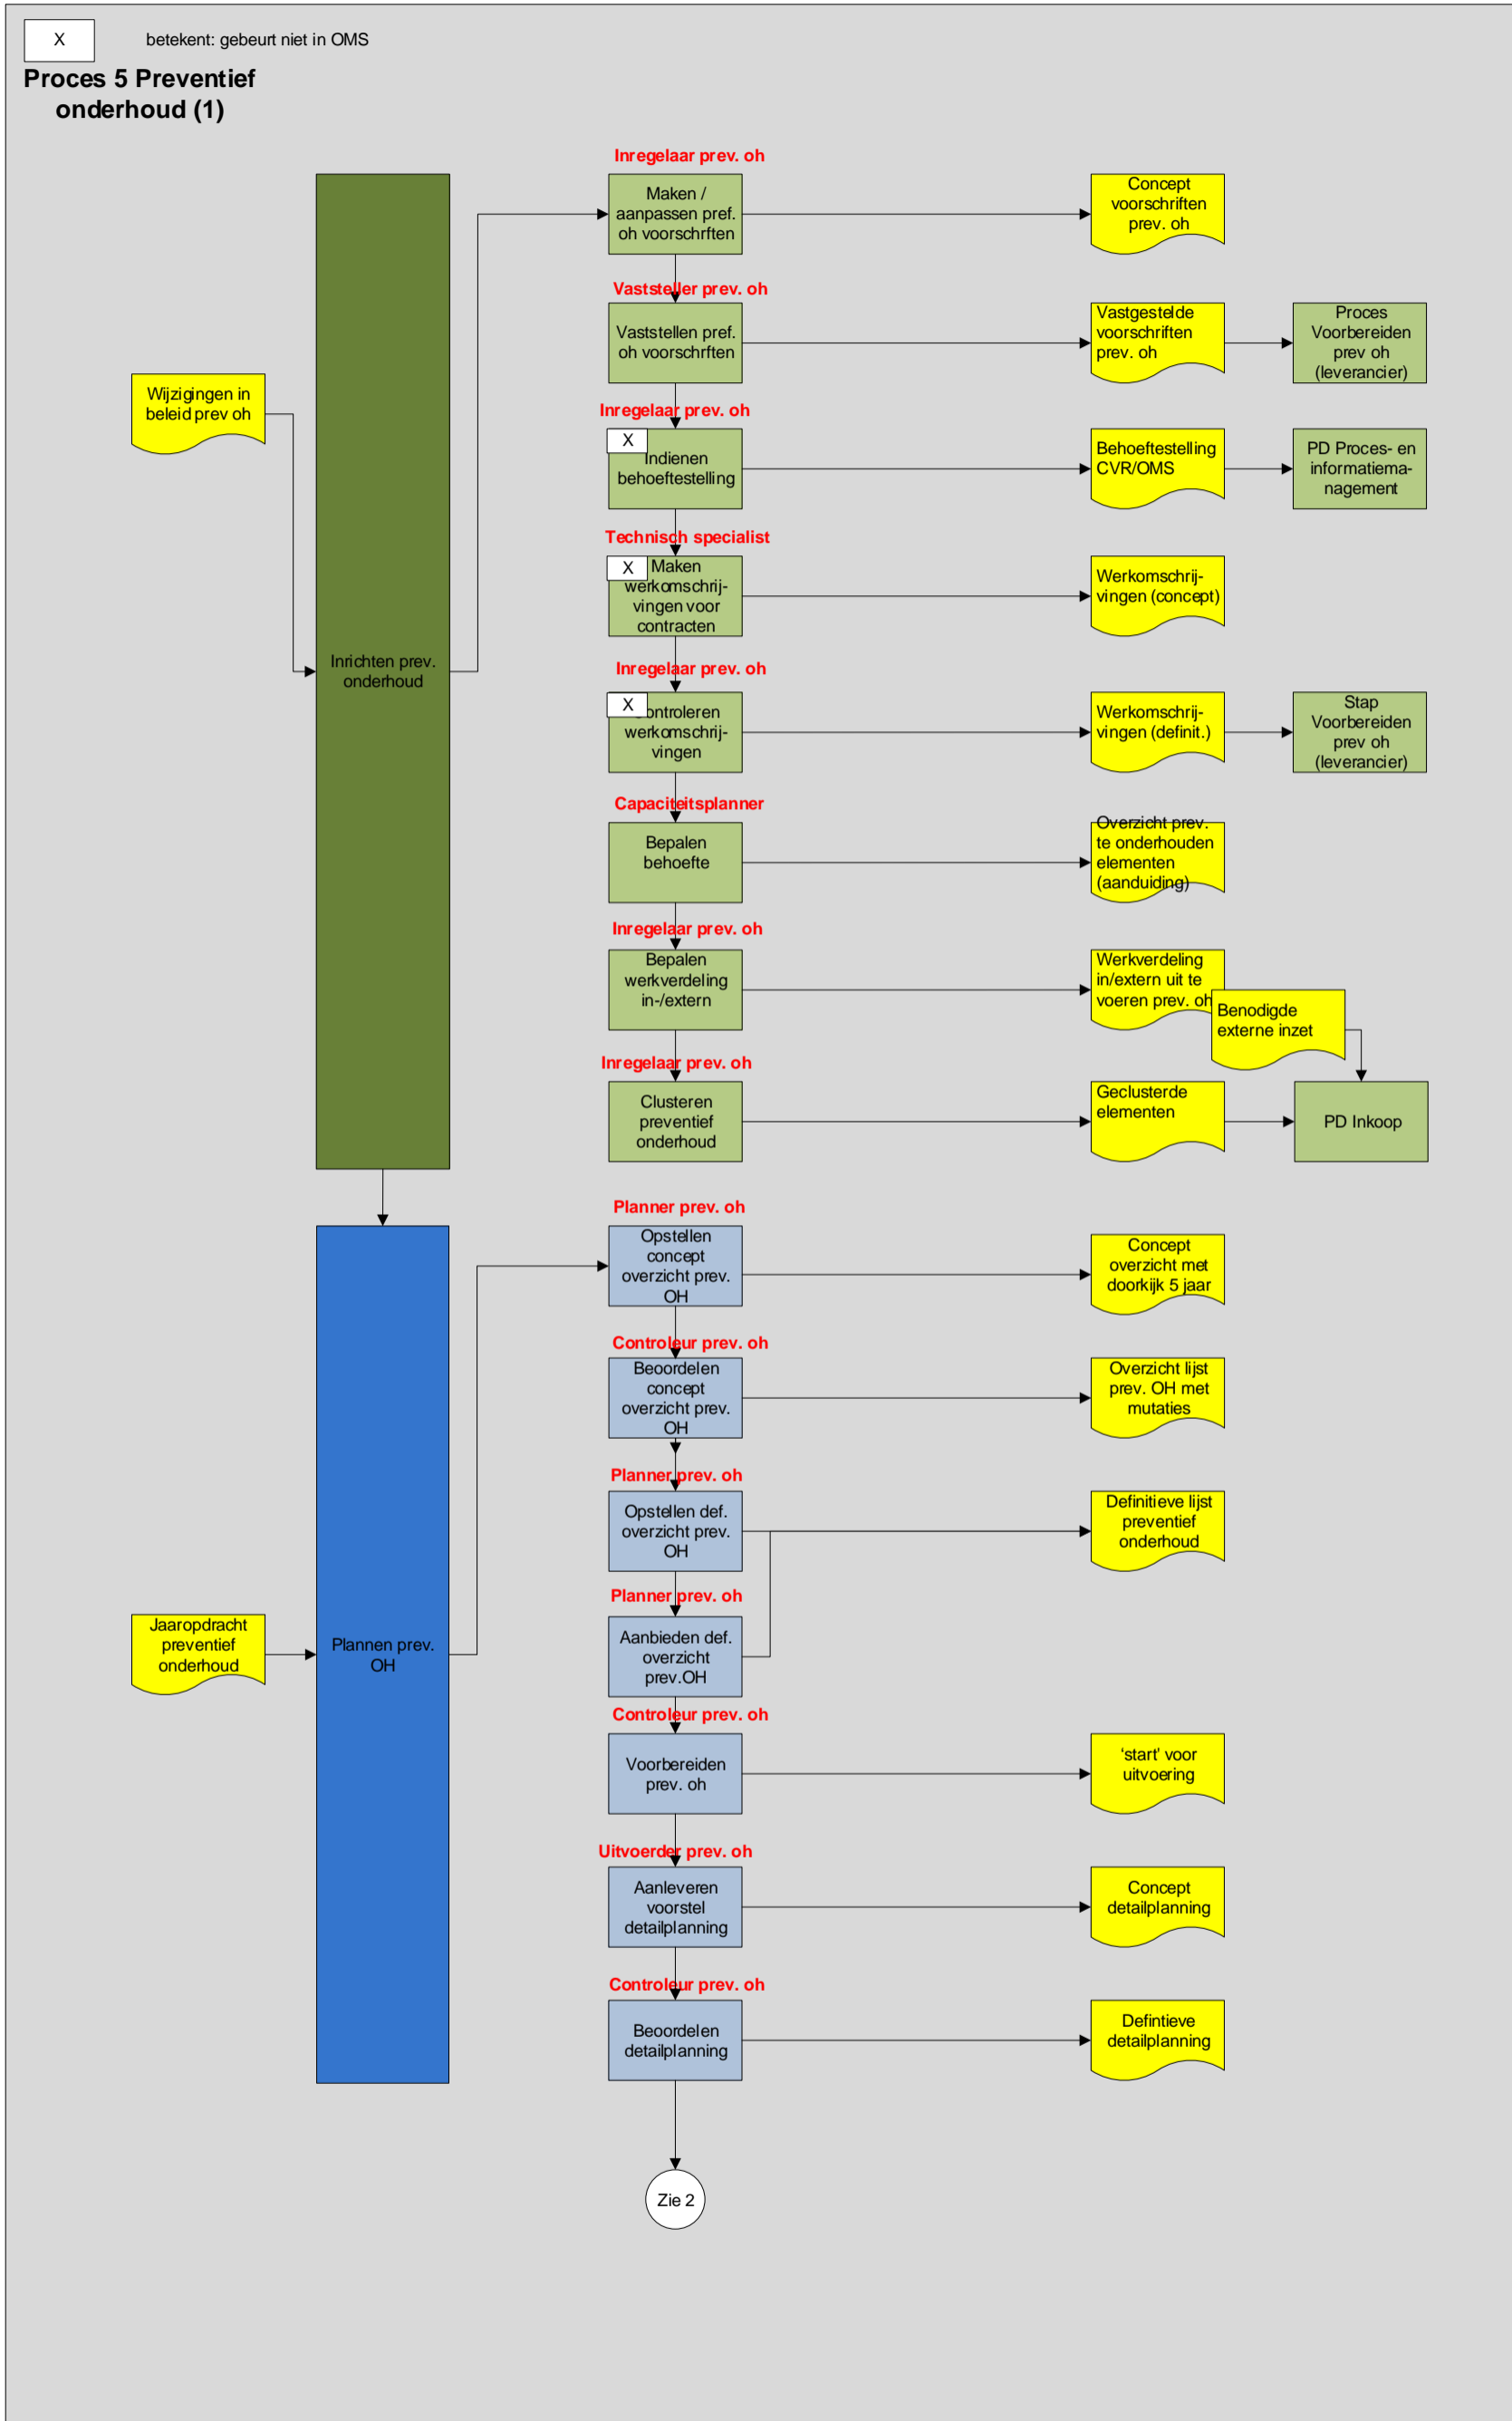 X
betekent: gebeurt niet in OMS
Proces 5 Preventief
onderhoud (1)
Inregelaar prev. oh
Maken /
aanpassen pref.
oh voorschrften
Concept
voorschriften
prev. oh
Vaststeller prev. oh
Vaststellen pref.
oh voorschrften
Vastgestelde
voorschriften
prev. oh
Proces
Voorbereiden
prev oh
(leverancier)
Wijzigingen in
beleid prev oh
Inregelaar prev. oh
X
Indienen
behoeftestelling
Behoeftestelling
CVR/OMS
PD Proces- en
informatiema-
nagement
Technisch specialist
X
Maken
werkomschrij-
vingen voor
contracten
Werkomschrij-
vingen (concept)
Inrichten prev.
onderhoud
Inregelaar prev. oh
X
Controleren
werkomschrij-
vingen
Werkomschrij-
vingen (definit.)
Stap
Voorbereiden
prev oh
(leverancier)
Capaciteitsplanner
Bepalen
behoefte
Overzicht prev.
te onderhouden
elementen
(aanduiding)
Inregelaar prev. oh
Bepalen
werkverdeling
in-/extern
Werkverdeling
in/extern uit te
voeren prev. oh
Benodigde
externe inzet
Inregelaar prev. oh
Clusteren
preventief
onderhoud
Geclusterde
elementen
PD Inkoop
Planner prev. oh
Opstellen
concept
overzicht prev.
OH
Concept
overzicht met
doorkijk 5 jaar
Controleur prev. oh
Beoordelen
concept
overzicht prev.
OH
Overzicht lijst
prev. OH met
mutaties
Planner prev. oh
Opstellen def.
overzicht prev.
OH
Definitieve lijst
preventief
onderhoud
Planner prev. oh
Jaaropdracht
preventief
onderhoud
Plannen prev.
OH
Aanbieden def.
overzicht
prev.OH
Controleur prev. oh
Voorbereiden
prev. oh
‘start’ voor
uitvoering
Uitvoerder prev. oh
Aanleveren
voorstel
detailplanning
Concept
detailplanning
Controleur prev. oh
Beoordelen
detailplanning
Defintieve
detailplanning
Zie 2